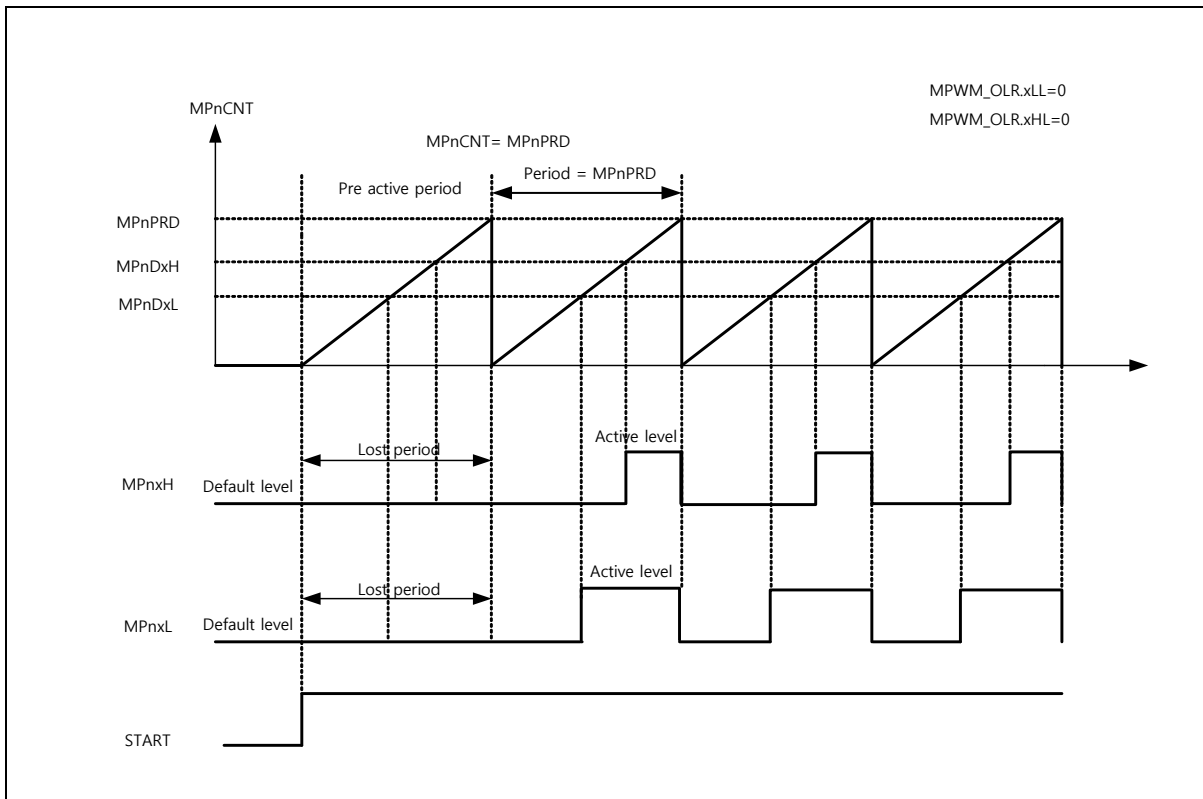 MPWM_OLR.xLL=0
MPnCNT
MPWM_OLR.xHL=0
MPnCNT= MPnPRD
Pre active period
Period = MPnPRD
MPnPRD
MPnDxH
MPnDxL
Active level
Lost period
MPnxH
Default level
Active level
Lost period
MPnxL
Default level
START